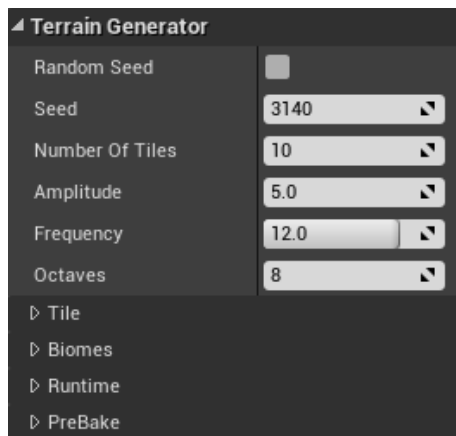 Terrain Generator
Random Seed
Seed 3140
Number Of Tiles 10
Amplitude 5.0
Frequency 12.0
Octaves 8
Tile
Biomes
Runtime
PreBake